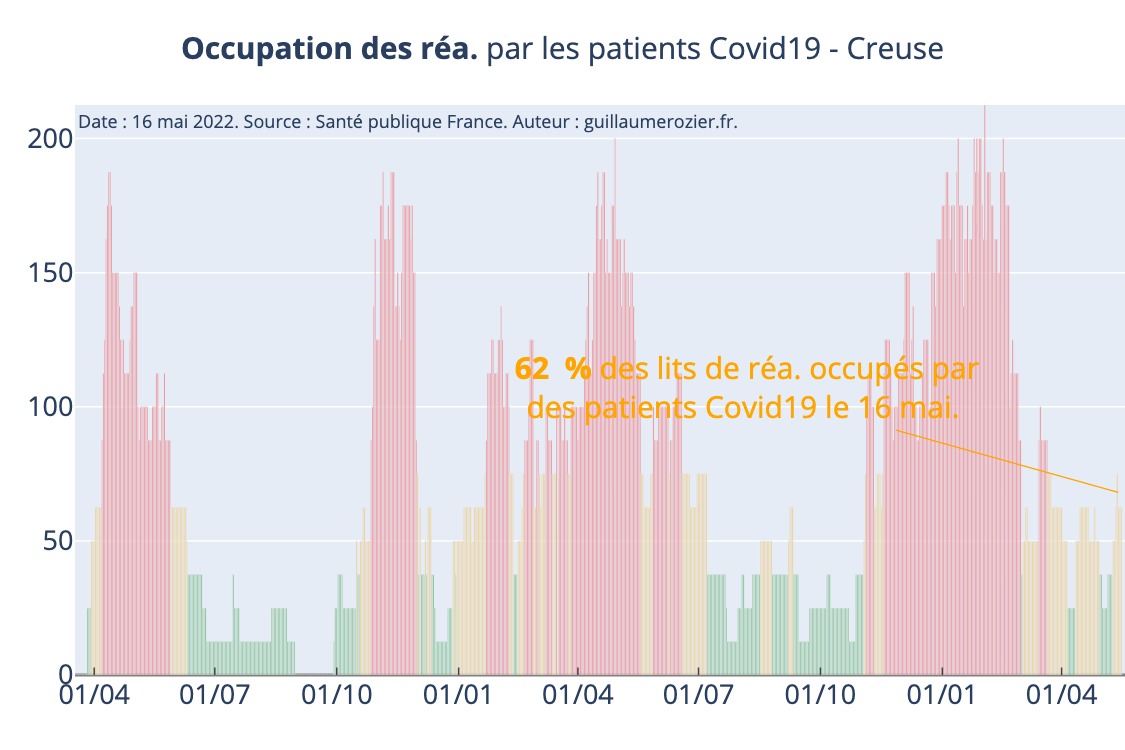 Occupation des réa. par les patients Covid19 - Creuse
Date : 16 mai 2022. Source : Santé publique France. Auteur : guillaumerozier.fr.
200
150
62 % des lits de réa. occupés par
des patients Covid19 le 16 mai.
100
50
0
01/04 01/07 01/10 01/01 01/04 01/07 01/10 01/01 01/04